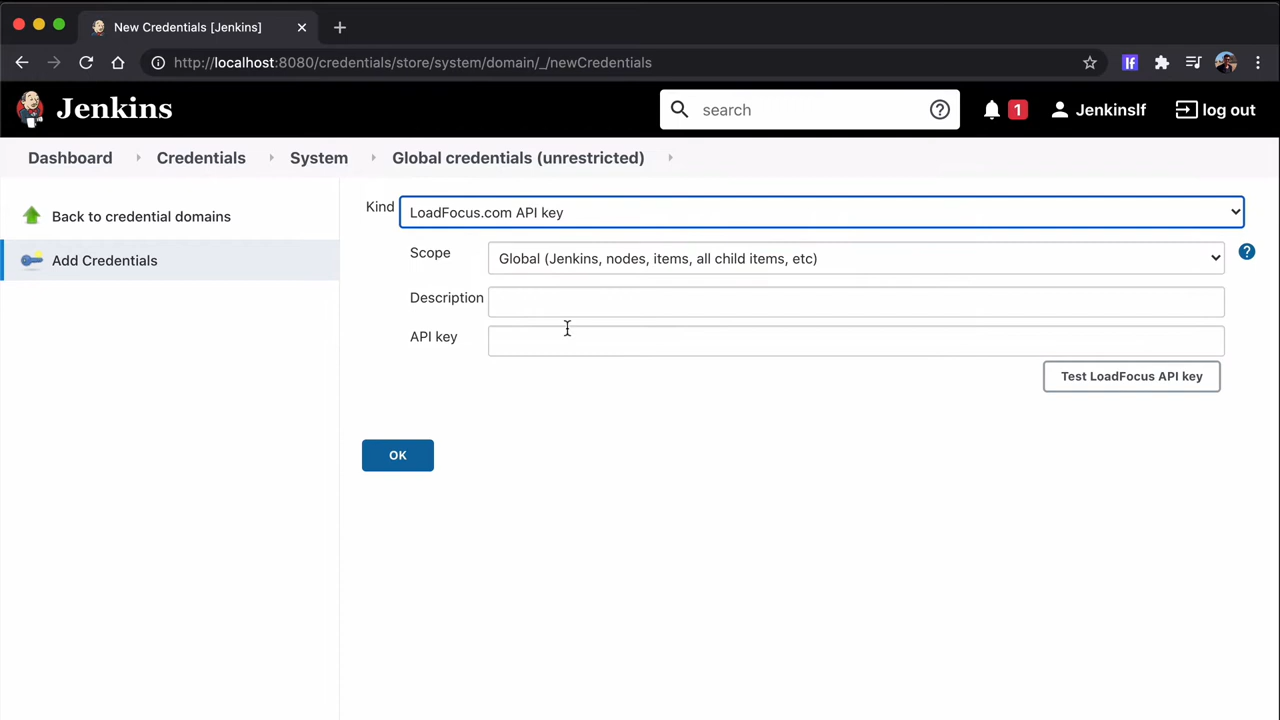 New Credentials [Jenkins]
http://localhost:8080/credentials/store/system/domain/_/newCredentials
lf
Jenkins
search
1
Jenkinslf
log out
Dashboard
Credentials
System
Global credentials (unrestricted)
Back to credential domains
Add Credentials
Kind
LoadFocus.com API key
Scope
Global (Jenkins, nodes, items, all child items, etc)
Description
API key
Test LoadFocus API key
OK